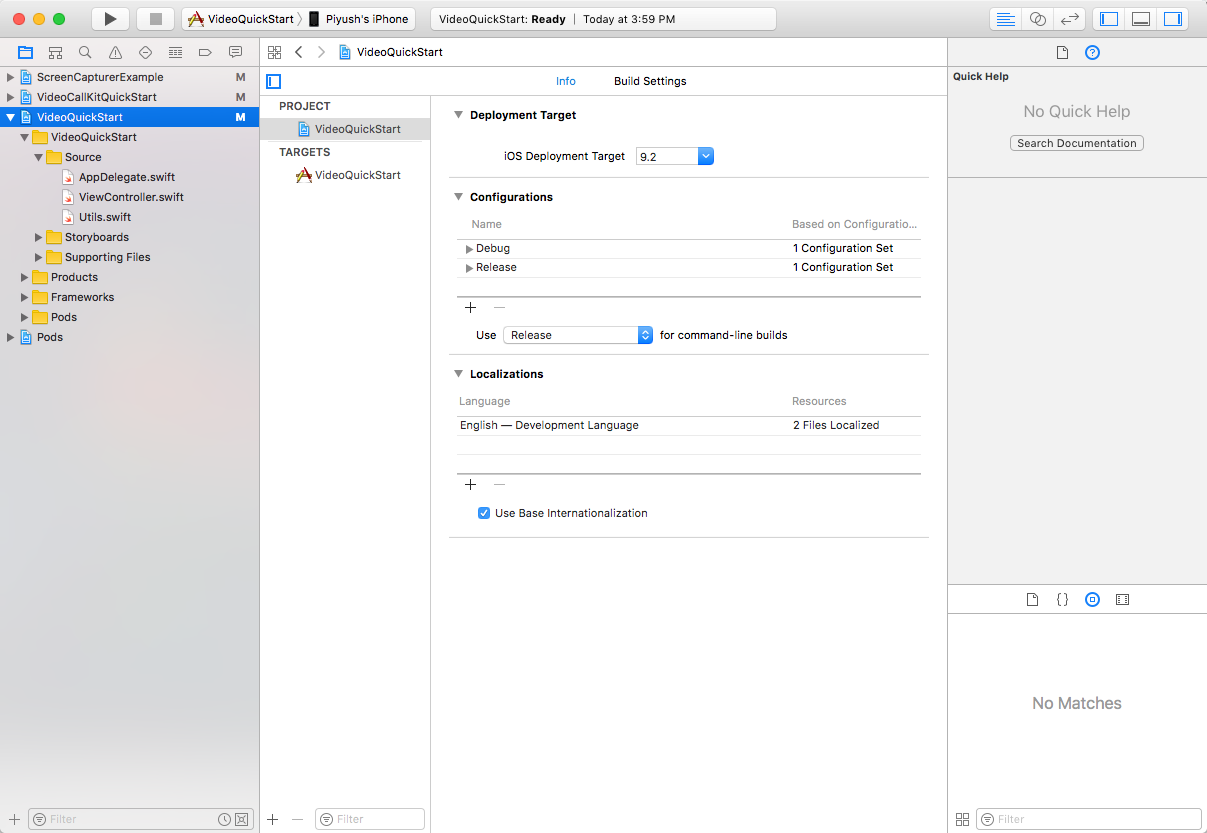 VideoQuickStart
Piyush's iPhone
VideoQuickStart: Ready | Today at 3:59 PM
ScreenCapturerExample M
VideoCallKitQuickStart M
VideoQuickStart M
VideoQuickStart
Source
AppDelegate.swift
ViewController.swift
Utils.swift
Storyboards
Supporting Files
Products
Frameworks
Pods
Pods
Filter
VideoQuickStart
Info Build Settings
PROJECT
VideoQuickStart
TARGETS
VideoQuickStart
Filter
Deployment Target
iOS Deployment Target 9.2
Configurations
Name Based on Configuratio...
Debug 1 Configuration Set
Release 1 Configuration Set
Use Release for command-line builds
Localizations
Language Resources
English — Development Language 2 Files Localized
Use Base Internationalization
Quick Help
No Quick Help
Search Documentation
No Matches
Filter